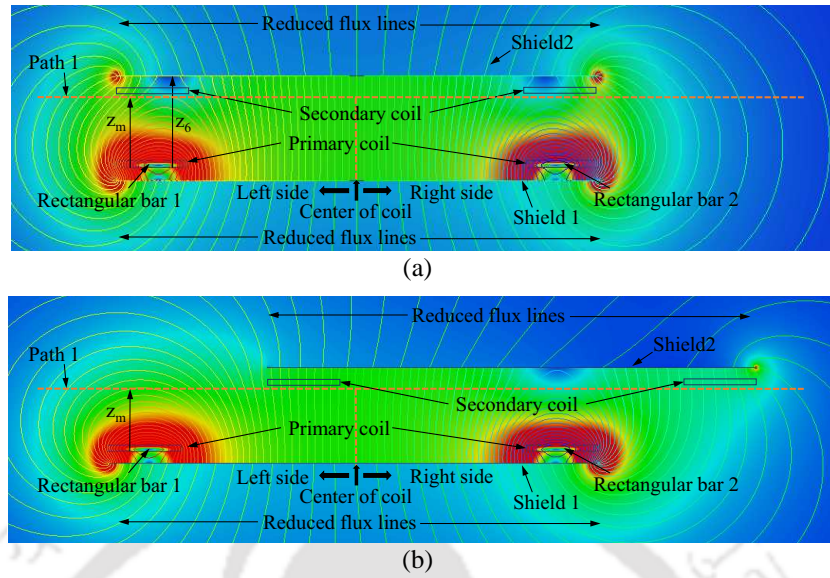 Reduced flux lines
Shield2
Path 1
Secondary coil
z_m
z_6
Primary coil
Rectangular bar 1
Rectangular bar 2
Left side
Right side
Center of coil
Shield 1
Reduced flux lines
(a)
Reduced flux lines
Shield2
Path 1
Secondary coil
z_m
Primary coil
Rectangular bar 1
Rectangular bar 2
Left side
Right side
Center of coil
Shield 1
Reduced flux lines
(b)